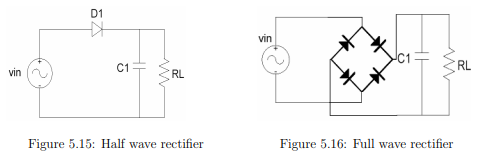 D1
vin
C1
RL
Figure 5.15: Half wave rectifier
vin
C1
RL
Figure 5.16: Full wave rectifier